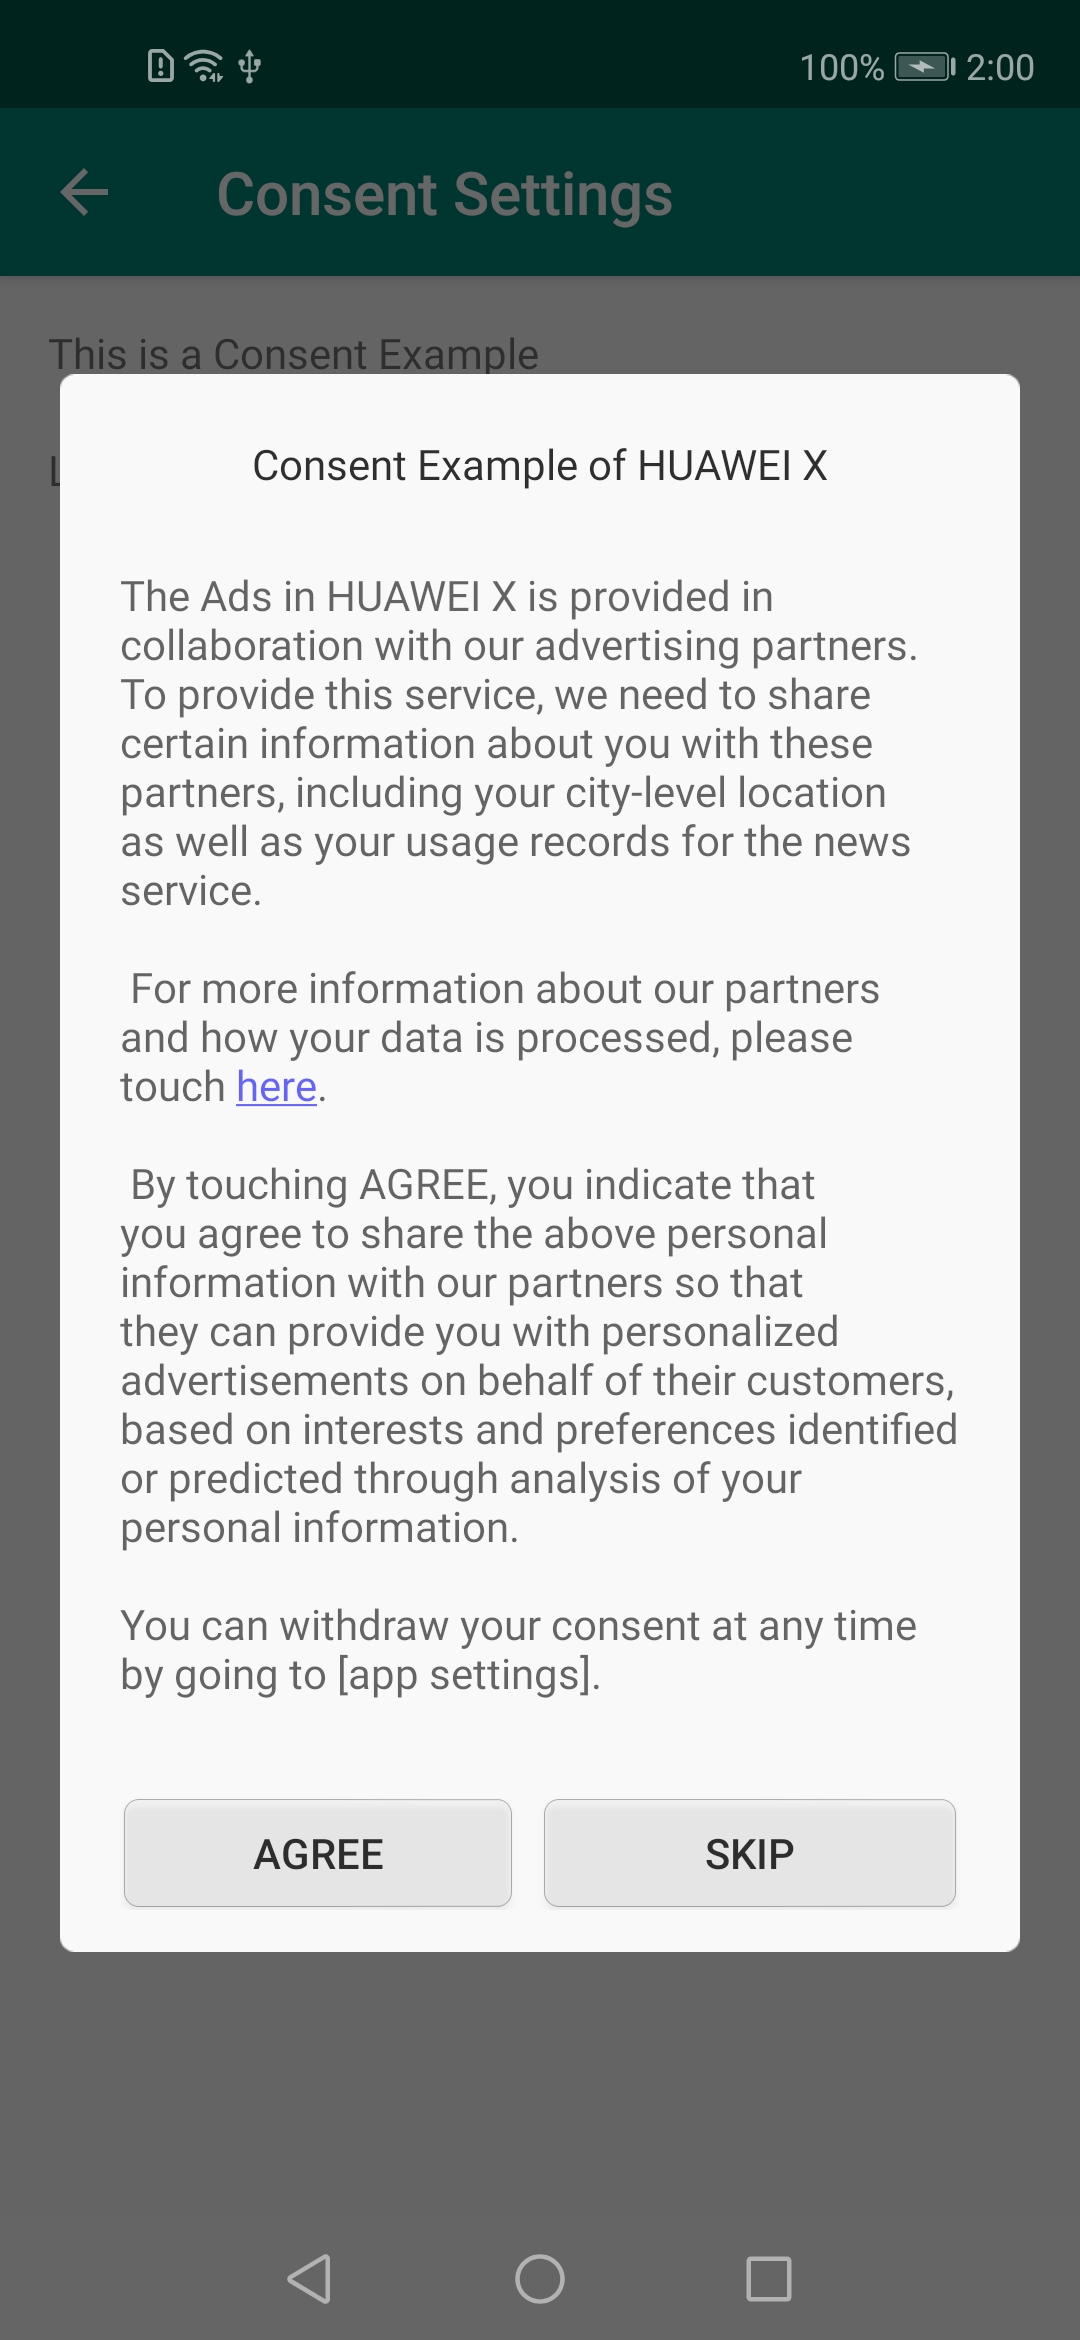 100% 2:00
Consent Settings
This is a Consent Example
L
Consent Example of HUAWEI X
The Ads in HUAWEI X is provided in
collaboration with our advertising partners.
To provide this service, we need to share
certain information about you with these
partners, including your city-level location
as well as your usage records for the news
service.
For more information about our partners
and how your data is processed, please
touch here.
By touching AGREE, you indicate that
you agree to share the above personal
information with our partners so that
they can provide you with personalized
advertisements on behalf of their customers,
based on interests and preferences identified
or predicted through analysis of your
personal information.
You can withdraw your consent at any time
by going to [app settings].
AGREE SKIP